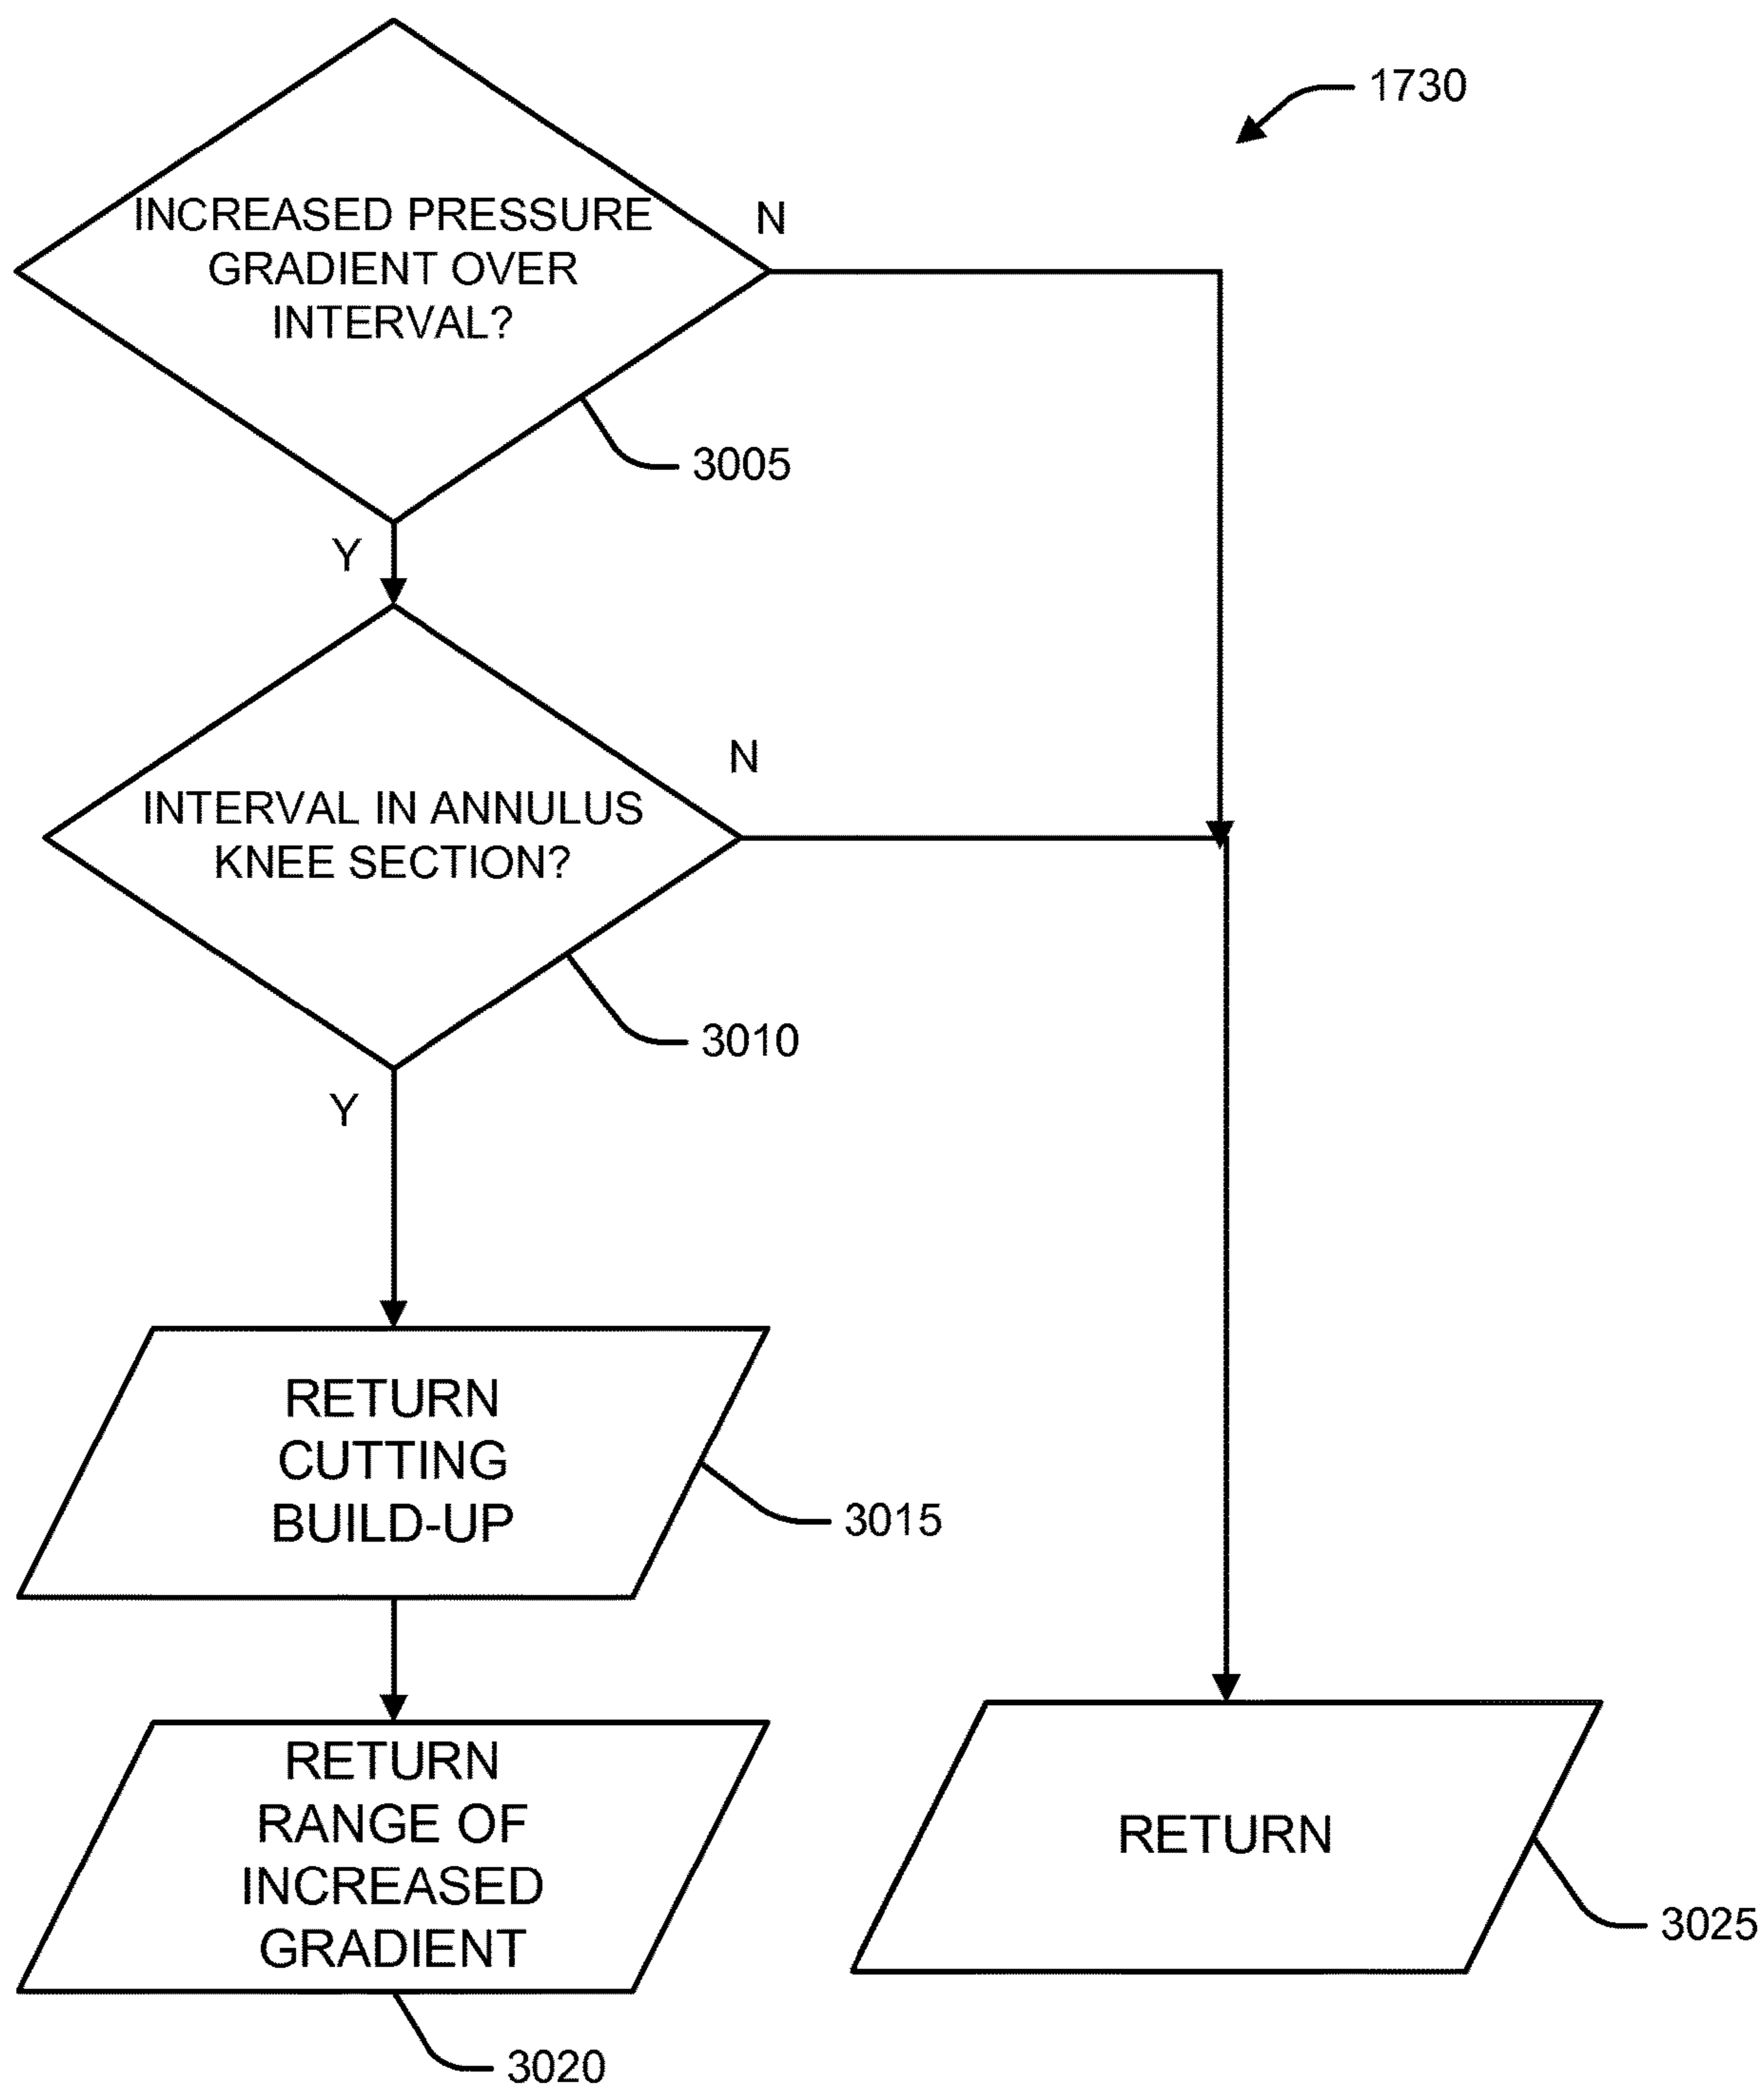 1730
INCREASED PRESSURE
GRADIENT OVER
INTERVAL?
N
3005
Y
INTERVAL IN ANNULUS
KNEE SECTION?
N
3010
Y
RETURN
CUTTING
BUILD-UP
3015
RETURN
RANGE OF
INCREASED
GRADIENT
3020
RETURN
3025